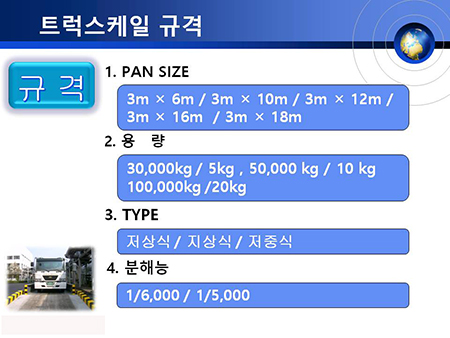 트럭스케일 규격
규 격
1. PAN SIZE
3m × 6m / 3m × 10m / 3m × 12m /
3m × 16m / 3m × 18m
2. 용 량
30,000kg / 5kg , 50,000 kg / 10 kg
100,000kg /20kg
3. TYPE
저상식 / 지상식 / 저중식
4. 분해능
1/6,000 / 1/5,000